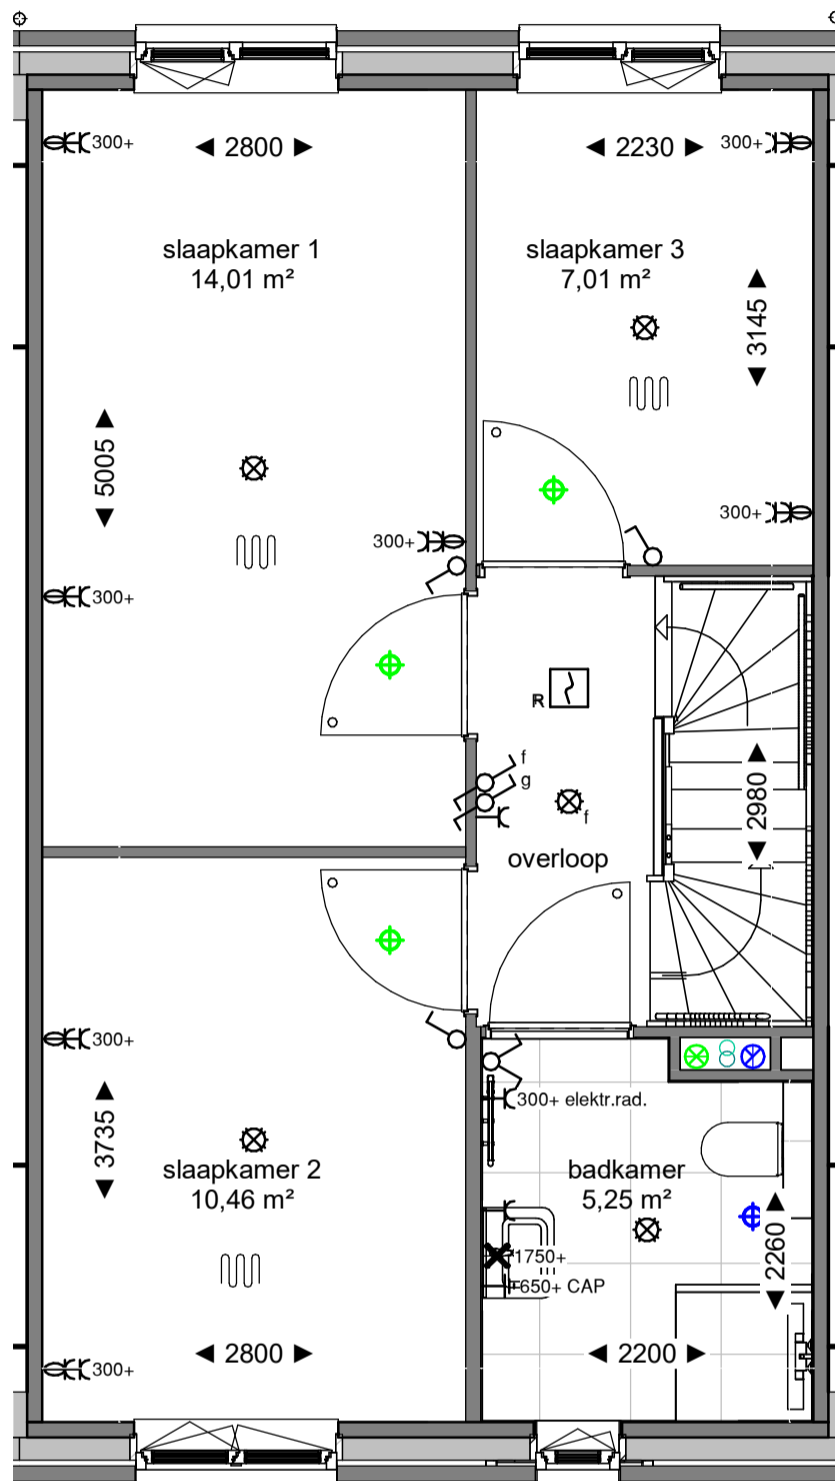 300+
2800
2230
300+
slaapkamer 1
14,01 m²
slaapkamer 3
7,01 m²
3145
5005
300+
300+
300+
R
f
g
f
2980
overloop
300+
300+ elektr.rad.
3735
slaapkamer 2
10,46 m²
badkamer
5,25 m²
2260
1750+
650+ CAP
300+
2800
2200